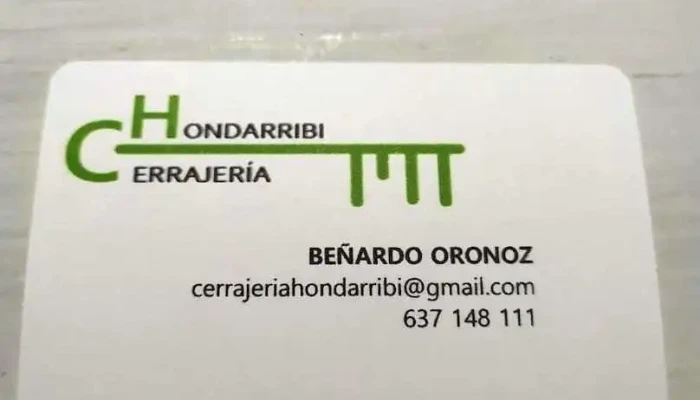 HONDARRIBI
CERRAJERÍA
BEÑARDO ORONOZ
cerrajeriahondarribi@gmail.com
637 148 111